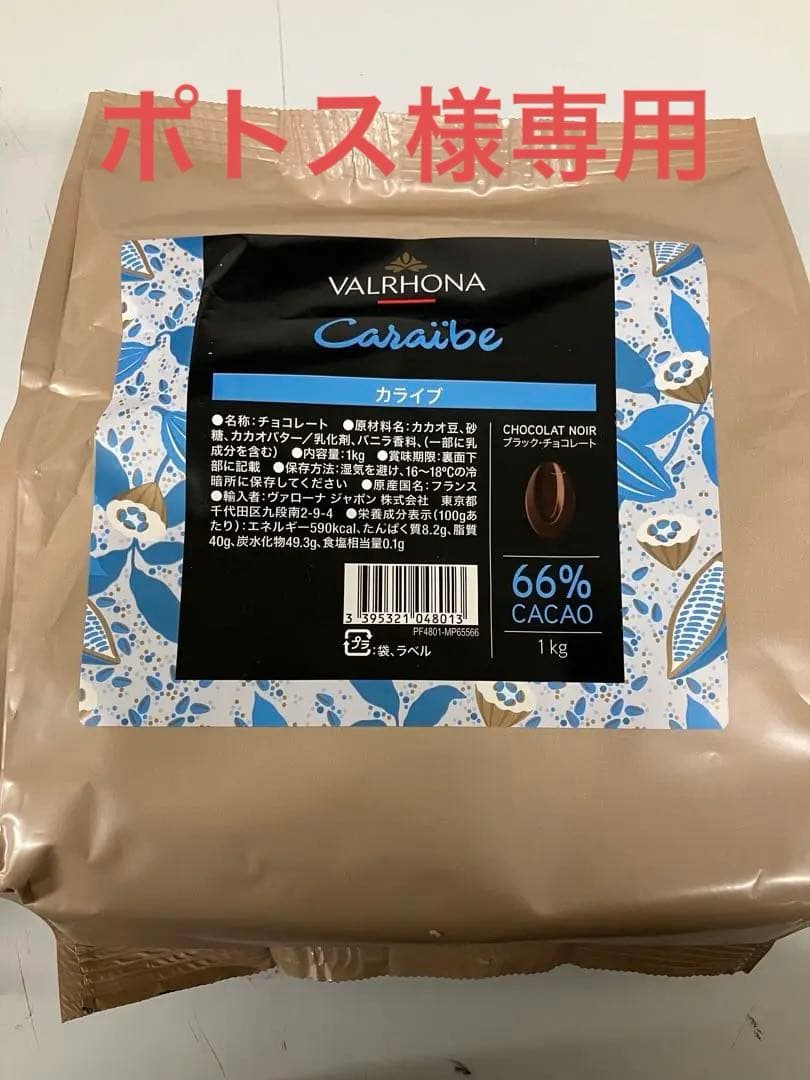 ポトス様専用
VALRHONA
Caraïbe
カライブ
●名称:チョコレート ●原材料名:カカオ豆、砂
糖、カカオバター/乳化剤、バニラ香料、(一部に乳
成分を含む) ●内容量:1kg ●賞味期限:裏面下
部に記載 ●保存方法:湿気を避け、16〜18℃の冷
暗所に保存してください ●原産国名:フランス
●輸入者:ヴァローナ ジャポン 株式会社 東京都
千代田区九段南2-9-4 ●栄養成分表示(100gあ
たり):エネルギー590kcal、たんぱく質8.2g、脂質
40g、炭水化物49.3g、食塩相当量0.1g
3 395321 048013
PF4801-MP65566
プラ:袋、ラベル
CHOCOLAT NOIR
ブラック・チョコレート
66%
CACAO
1kg